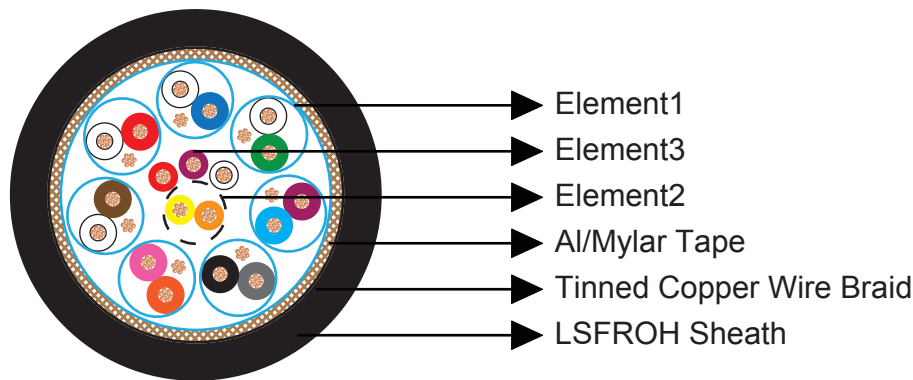 Element1
Element3
Element2
Al/Mylar Tape
Tinned Copper Wire Braid
LSFROH Sheath